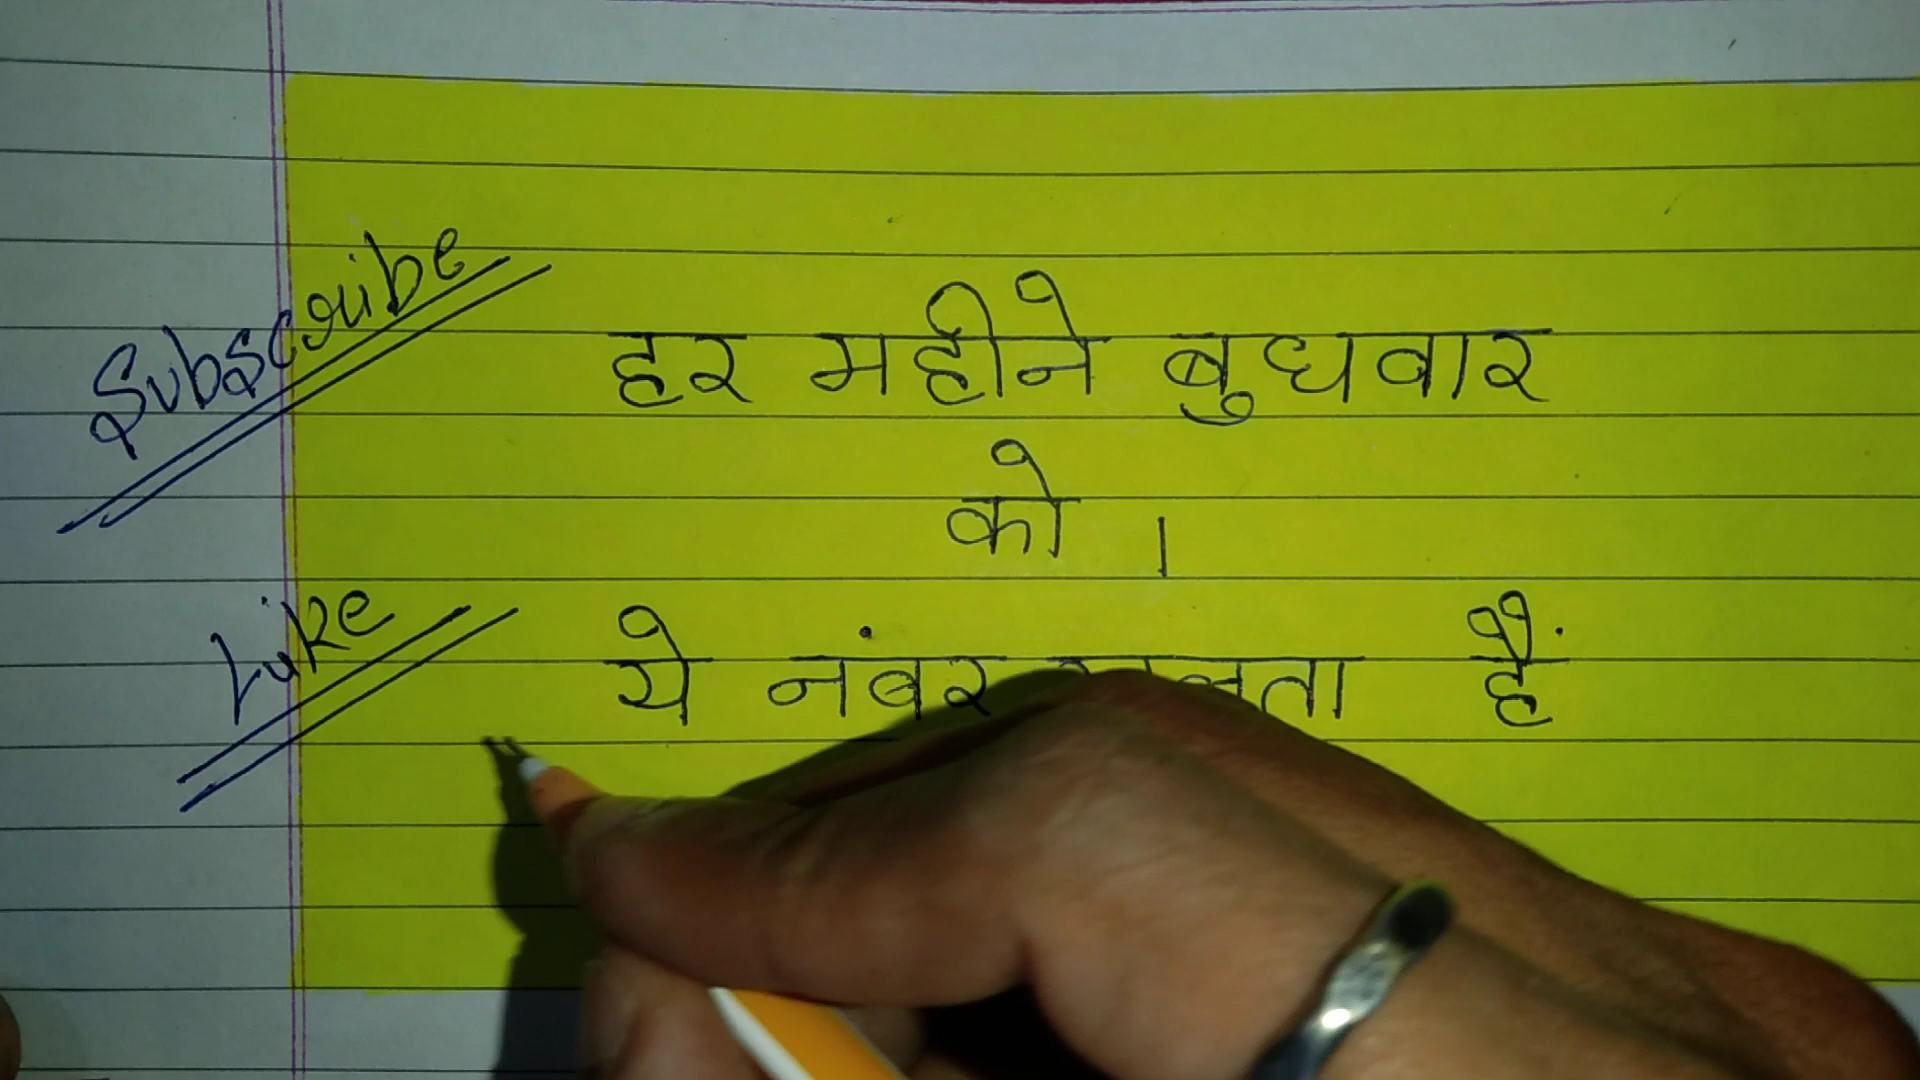 Subscribe
हर महीने बुधवार
को ।
Like
ये नंबर हैं